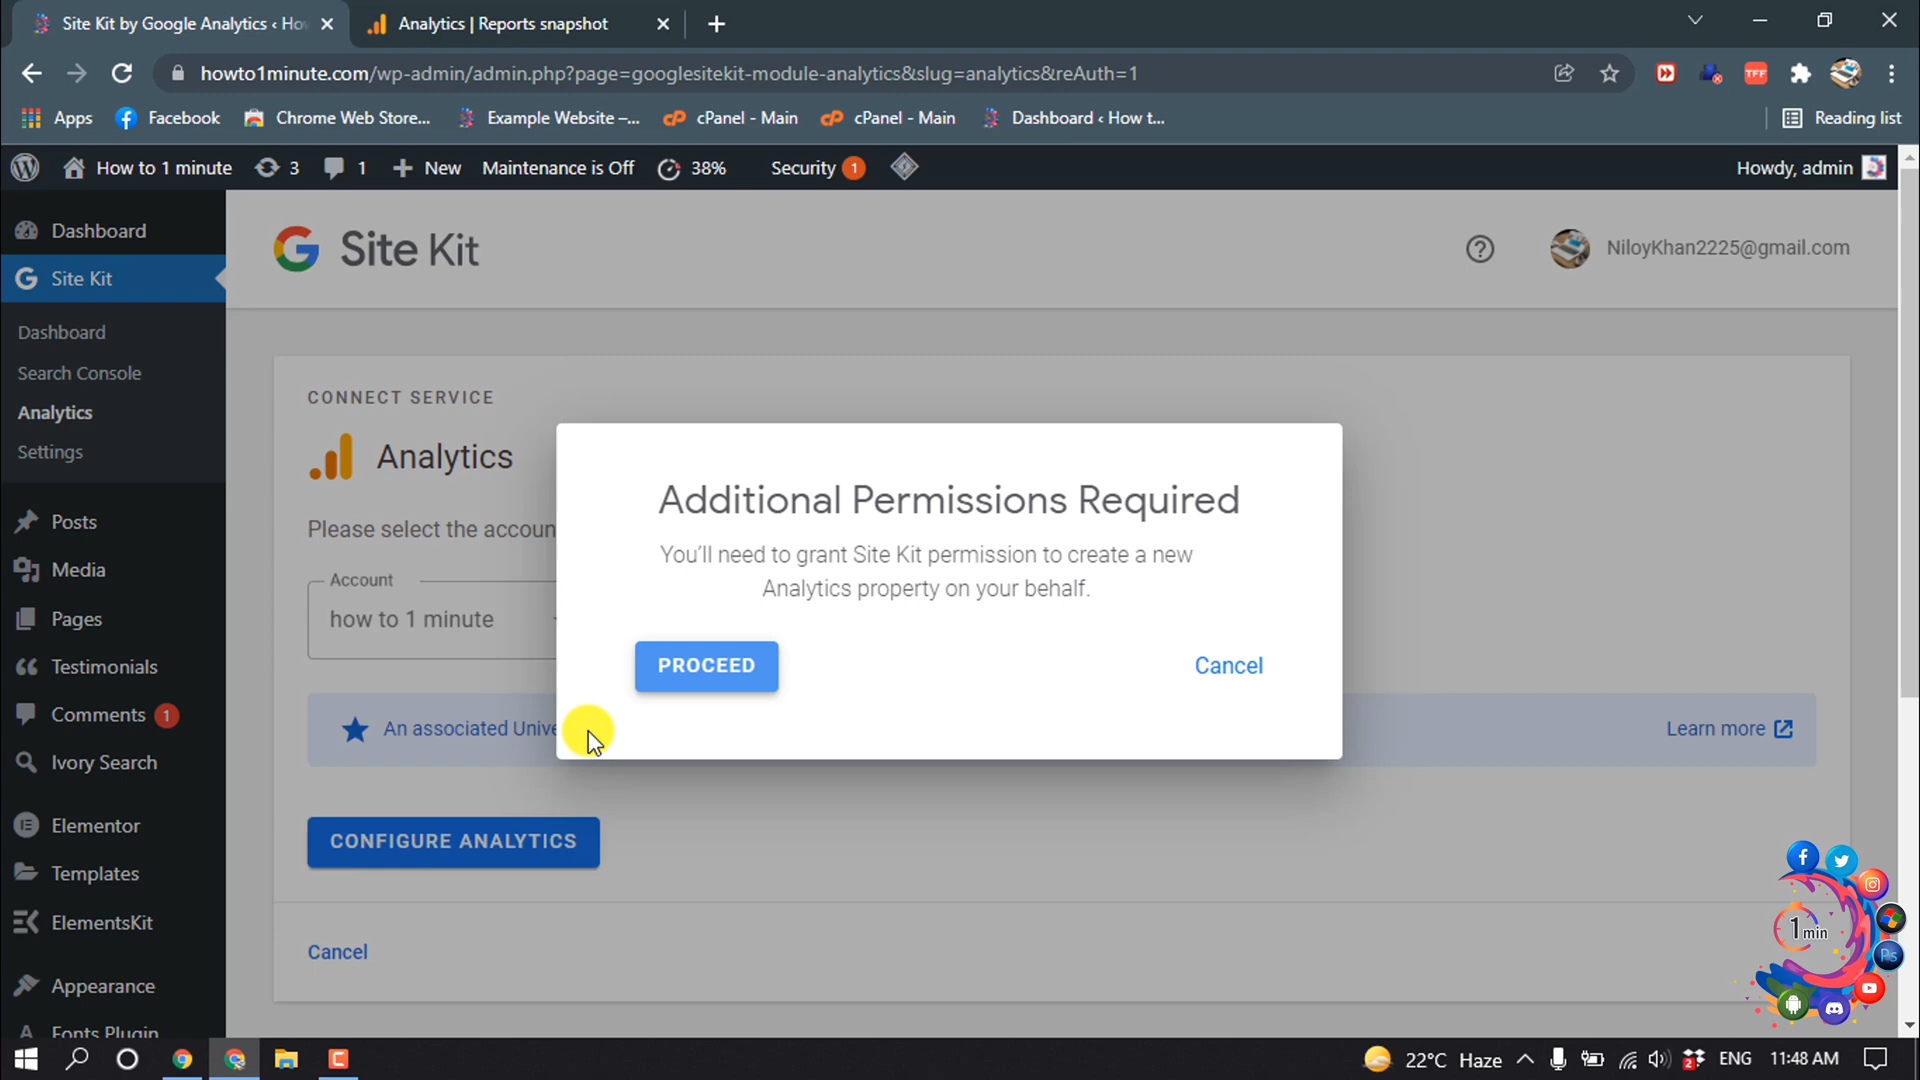 Site Kit by Google Analytics ‹ Ho
Analytics | Reports snapshot
howto1minute.com/wp-admin/admin.php?page=googlesitekit-module-analytics&slug=analytics&reAuth=1
TFF
Apps
Facebook
Chrome Web Store...
Example Website –...
cPanel - Main
cPanel - Main
Dashboard ‹ How t...
Reading list
How to 1 minute
3
1
New
Maintenance is Off
38%
Security 1
Howdy, admin
Dashboard
Site Kit
Dashboard
Search Console
Analytics
Settings
Posts
Media
Pages
Testimonials
Comments 1
Ivory Search
Elementor
Templates
ElementsKit
Appearance
Fonts Plugin
Site Kit
NiloyKhan2225@gmail.com
CONNECT SERVICE
Analytics
Please select the accoun
Account
how to 1 minute
An associated Unive
Learn more
CONFIGURE ANALYTICS
Cancel
Additional Permissions Required
You’ll need to grant Site Kit permission to create a new
Analytics property on your behalf.
PROCEED
Cancel
1 min
Ps
22°C Haze
2
ENG
11:48 AM